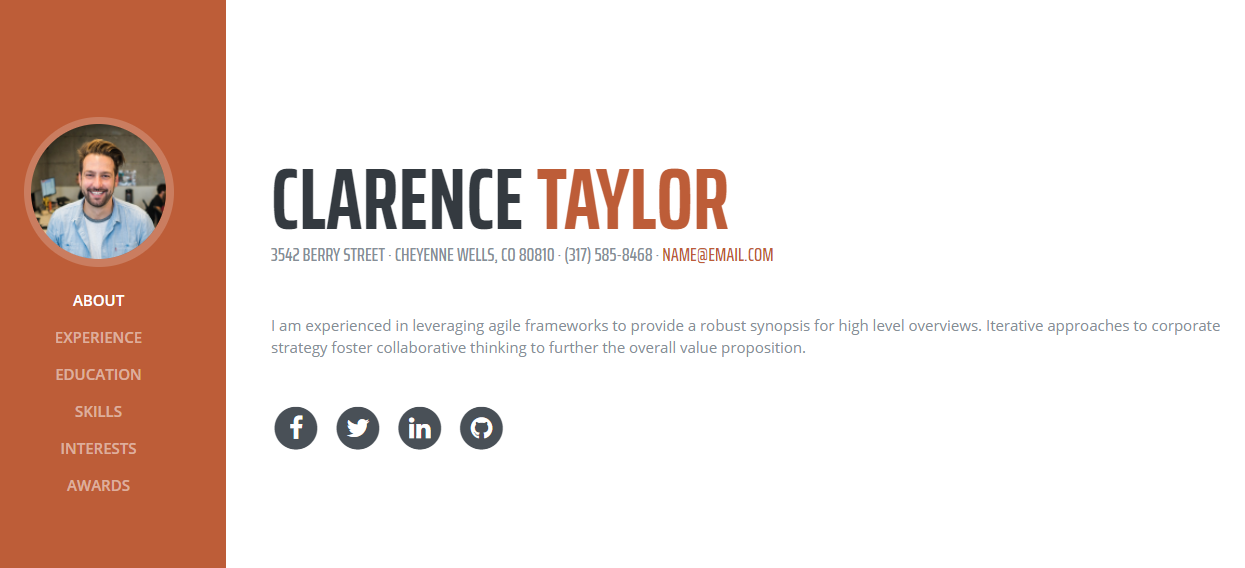 ABOUT
EXPERIENCE
EDUCATION
SKILLS
INTERESTS
AWARDS
CLARENCE TAYLOR
3542 BERRY STREET · CHEYENNE WELLS, CO 80810 · (317) 585-8468 · NAME@EMAIL.COM
I am experienced in leveraging agile frameworks to provide a robust synopsis for high level overviews. Iterative approaches to corporate
strategy foster collaborative thinking to further the overall value proposition.